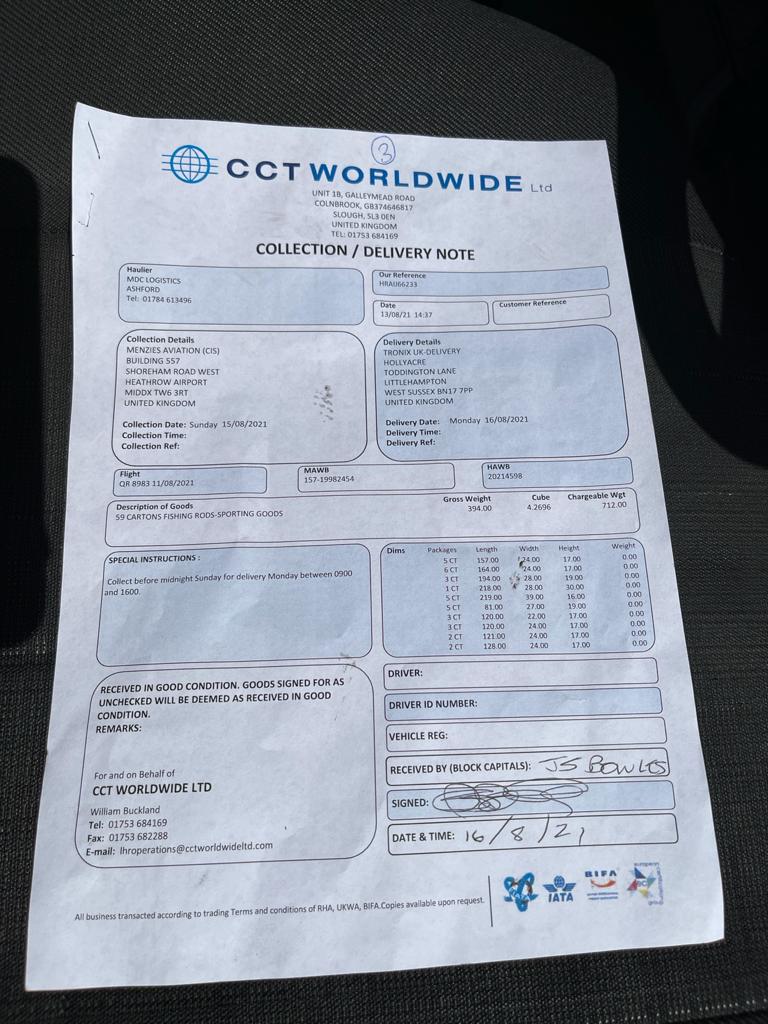 3
CCT WORLDWIDE Ltd
UNIT 1B, GALLEYMEAD ROAD
COLNBROOK, GB374646817
SLOUGH, SL3 0EN
UNITED KINGDOM
TEL: 01753 684169
COLLECTION / DELIVERY NOTE
Haulier
MDC LOGISTICS
ASHFORD
Tel: 01784 613496
Our Reference
HRAU66233
Date
13/08/21 14:37
Customer Reference
Collection Details
MENZIES AVIATION (CIS)
BUILDING 557
SHOREHAM ROAD WEST
HEATHROW AIRPORT
MIDDX TW6 3RT
UNITED KINGDOM
Collection Date: Sunday 15/08/2021
Collection Time:
Collection Ref:
Delivery Details
TRONIX UK-DELIVERY
HOLLYACRE
TODDINGTON LANE
LITTLEHAMPTON
WEST SUSSEX BN17 7PP
UNITED KINGDOM
Delivery Date: Monday 16/08/2021
Delivery Time:
Delivery Ref:
Flight
QR 8983 11/08/2021
MAWB
157-19982454
HAWB
20214598
Description of Goods Gross Weight Cube Chargeable Wgt
59 CARTONS FISHING RODS-SPORTING GOODS 394.00 4.2696 712.00
SPECIAL INSTRUCTIONS :
Collect before midnight Sunday for delivery Monday between 0900
and 1600.
Dims Packages Length Width Height Weight
5 CT 157.00 24.00 17.00 0.00
6 CT 164.00 24.00 17.00 0.00
3 CT 194.00 28.00 19.00 0.00
1 CT 218.00 28.00 30.00 0.00
5 CT 219.00 39.00 16.00 0.00
5 CT 81.00 27.00 19.00 0.00
3 CT 120.00 22.00 17.00 0.00
3 CT 120.00 24.00 17.00 0.00
2 CT 121.00 24.00 17.00 0.00
2 CT 128.00 24.00 17.00 0.00
RECEIVED IN GOOD CONDITION. GOODS SIGNED FOR AS
UNCHECKED WILL BE DEEMED AS RECEIVED IN GOOD
CONDITION.
REMARKS:
For and on Behalf of
CCT WORLDWIDE LTD
William Buckland
Tel: 01753 684169
Fax: 01753 682288
E-mail: lhroperations@cctworldwideltd.com
DRIVER:
DRIVER ID NUMBER:
VEHICLE REG:
RECEIVED BY (BLOCK CAPITALS): JS BOWLES
SIGNED:
DATE & TIME: 16/8/21
All business transacted according to trading Terms and conditions of RHA, UKWA, BIFA.Copies available upon request.
IATA
BIFA